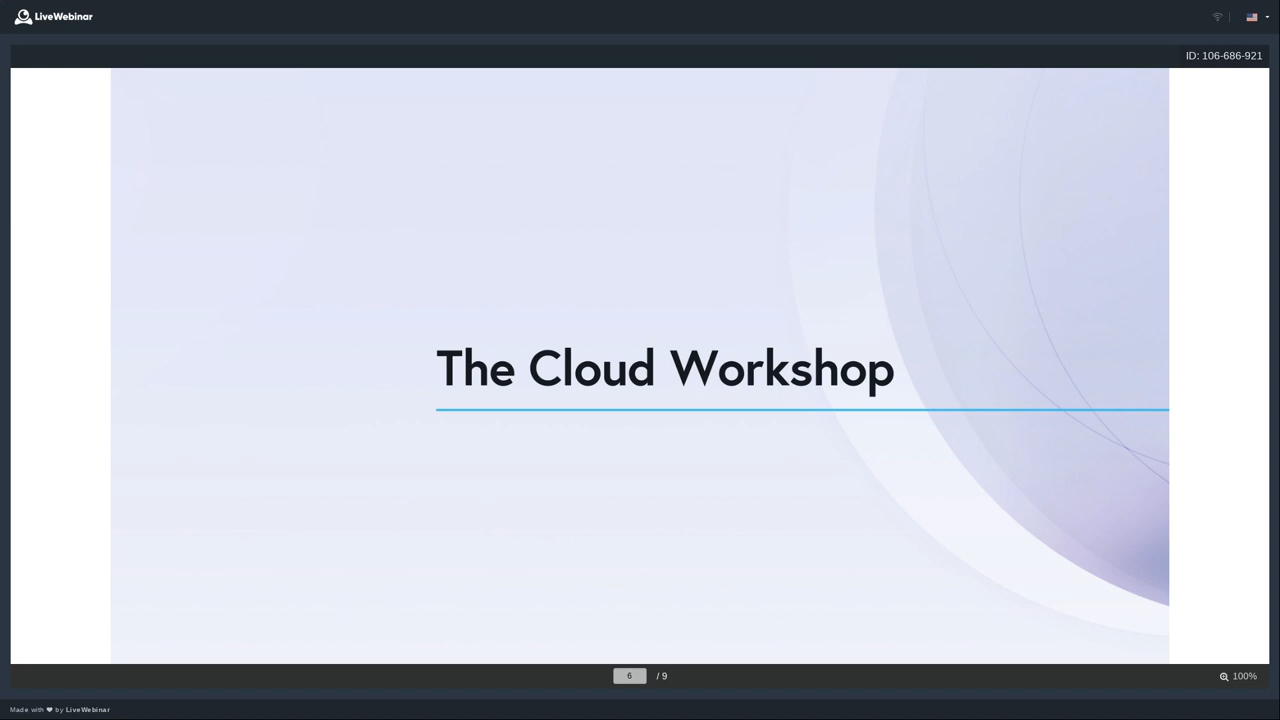 LiveWebinar
ID: 106-686-921
The Cloud Workshop
6 / 9
100%
Made with ❤ by LiveWebinar